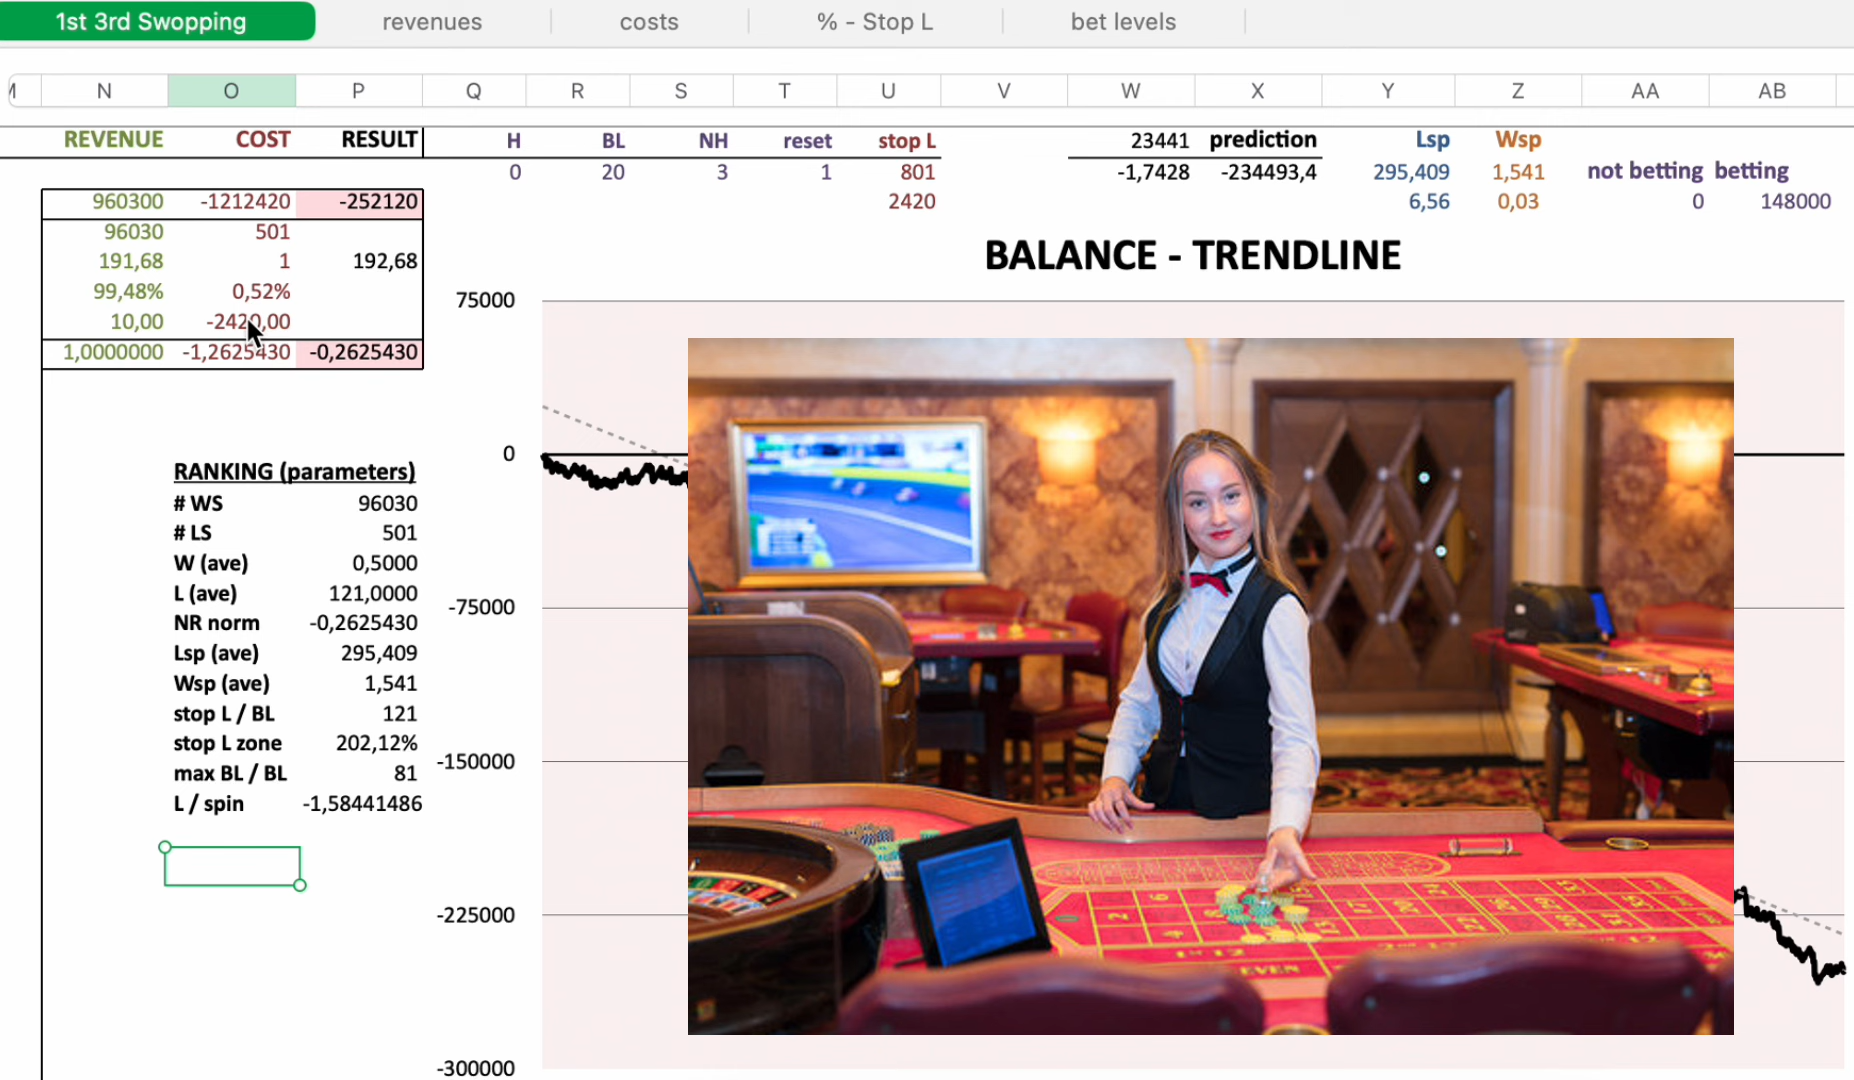 1st 3rd Swopping revenues costs % - Stop L bet levels
N O P Q R S T U V W X Y Z AA AB
REVENUE COST RESULT H BL NH reset stop L 23441 prediction Lsp Wsp
0 20 3 1 801 -1,7428 -234493,4 295,409 1,541 not betting betting
960300 -1212420 -252120 2420 6,56 0,03 0 148000
96030 501
191,68 1 192,68
99,48% 0,52%
10,00 -2420,00
1,0000000 -1,2625430 -0,2625430
BALANCE - TRENDLINE
75000
0
-75000
-150000
-225000
-300000
RANKING (parameters)
# WS 96030
# LS 501
W (ave) 0,5000
L (ave) 121,0000
NR norm -0,2625430
Lsp (ave) 295,409
Wsp (ave) 1,541
stop L / BL 121
stop L zone 202,12%
max BL / BL 81
L / spin -1,58441486
EVEN